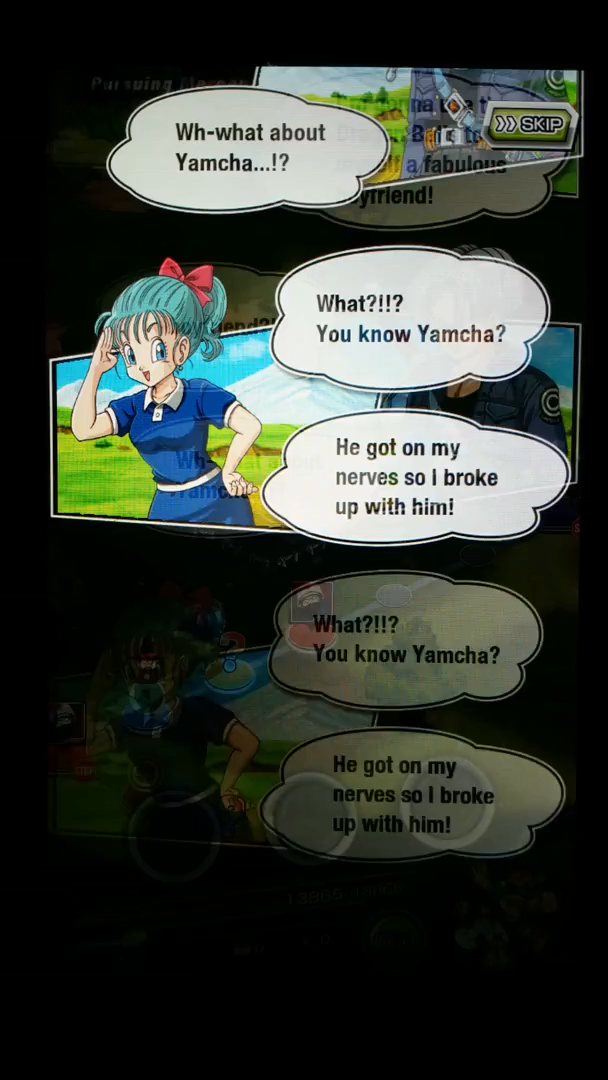 Pursuing Mercen
SKIP
Wh-what about
Yamcha...!?
a fabulous
yfriend!
What?!!?
You know Yamcha?
He got on my
nerves so I broke
up with him!
What?!!?
You know Yamcha?
He got on my
nerves so I broke
up with him!